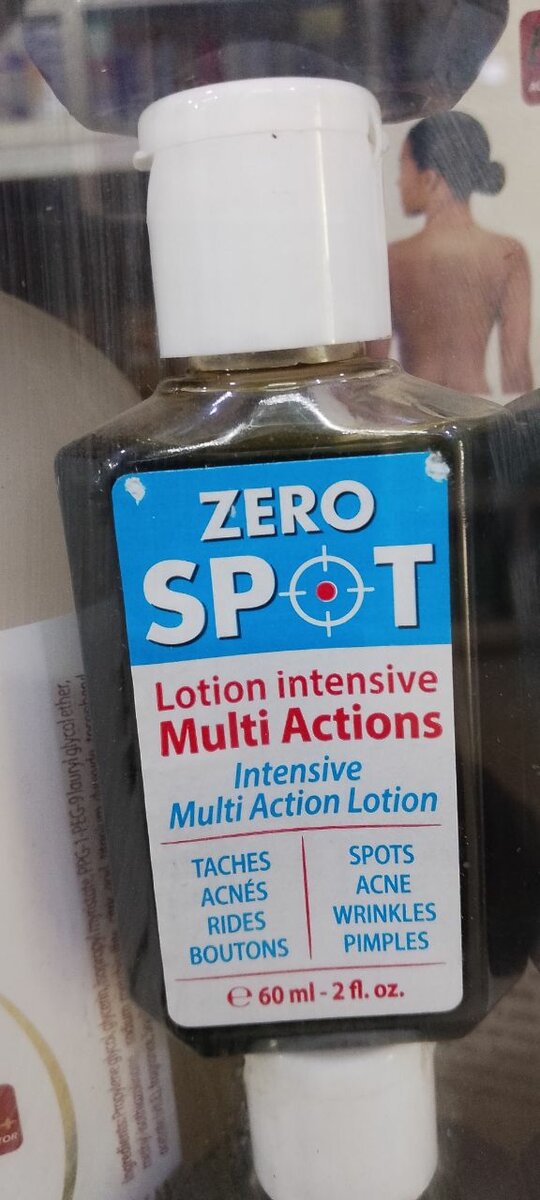 ZERO
SPOT
Lotion intensive
Multi Actions
Intensive
Multi Action Lotion
TACHES
ACNÉS
RIDES
BOUTONS
SPOTS
ACNE
WRINKLES
PIMPLES
℮ 60 ml - 2 fl. oz.